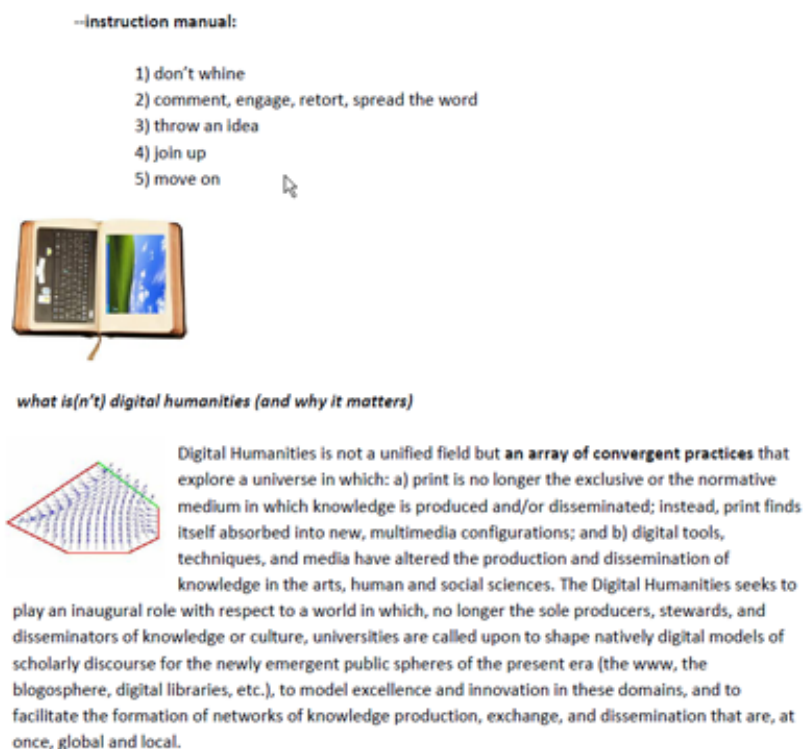 --instruction manual:
1) don't whine
2) comment, engage, retort, spread the word
3) throw an idea
4) join up
5) move on
what is(n't) digital humanities (and why it matters)
Digital Humanities is not a unified field but an array of convergent practices that
explore a universe in which: a) print is no longer the exclusive or the normative
medium in which knowledge is produced and/or disseminated; instead, print finds
itself absorbed into new, multimedia configurations; and b) digital tools,
techniques, and media have altered the production and dissemination of
knowledge in the arts, human and social sciences. The Digital Humanities seeks to
play an inaugural role with respect to a world in which, no longer the sole producers, stewards, and
disseminators of knowledge or culture, universities are called upon to shape natively digital models of
scholarly discourse for the newly emergent public spheres of the present era (the www, the
blogosphere, digital libraries, etc.), to model excellence and innovation in these domains, and to
facilitate the formation of networks of knowledge production, exchange, and dissemination that are, at
once, global and local.